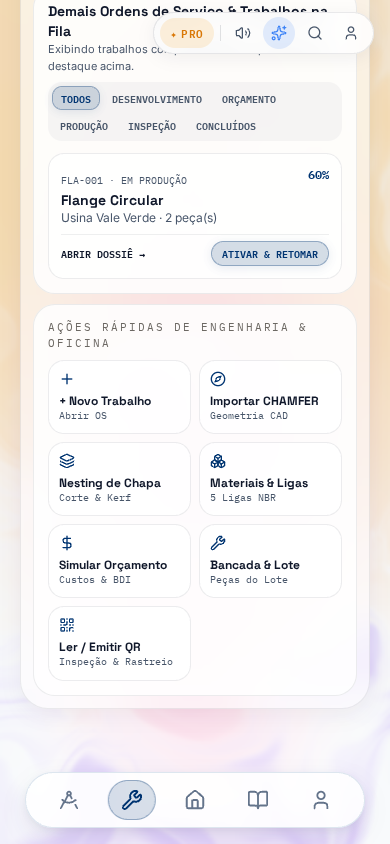 Demais Ordens de Serviço & Trabalhos na
Fila
✦ PRO
Exibindo trabalhos
destaque acima.
TODOS DESENVOLVIMENTO ORÇAMENTO
PRODUÇÃO INSPEÇÃO CONCLUÍDOS
FLA-001 · EM PRODUÇÃO 60%
Flange Circular
Usina Vale Verde · 2 peça(s)
ABRIR DOSSIÊ → ATIVAR & RETOMAR
AÇÕES RÁPIDAS DE ENGENHARIA &
OFICINA
+ Novo Trabalho
Abrir OS
Importar CHAMFER
Geometria CAD
Nesting de Chapa
Corte & Kerf
Materiais & Ligas
5 Ligas NBR
Simular Orçamento
Custos & BDI
Bancada & Lote
Peças do Lote
Ler / Emitir QR
Inspeção & Rastreio